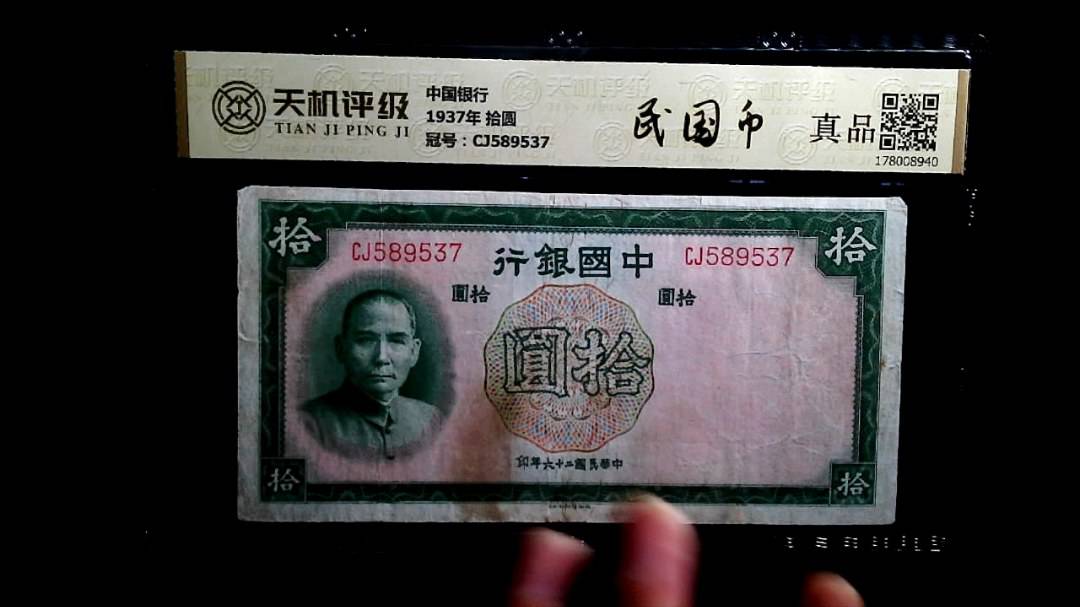 天机评级
TIAN JI PING JI
中国银行
1937年 拾圆
冠号：CJ589537
民国币
真品
178008940
拾
拾
CJ589537
行銀國中
CJ589537
圓拾
圓拾
圓拾
印年六十二國民華中
拾
拾